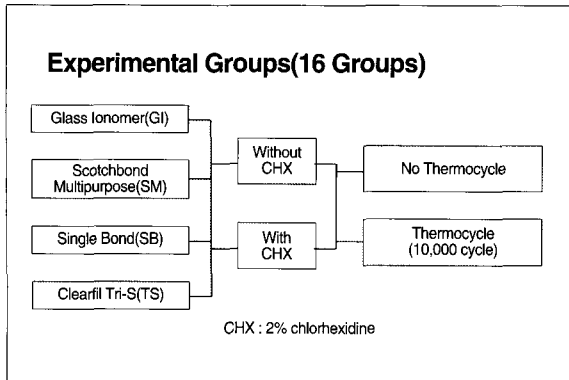 Experimental Groups(16 Groups)
Glass Ionomer(GI)
Scotchbond
Multipurpose(SM)
Single Bond(SB)
Clearfil Tri-S(TS)
Without
CHX
With
CHX
No Thermocycle
Thermocycle
(10,000 cycle)
CHX : 2% chlorhexidine